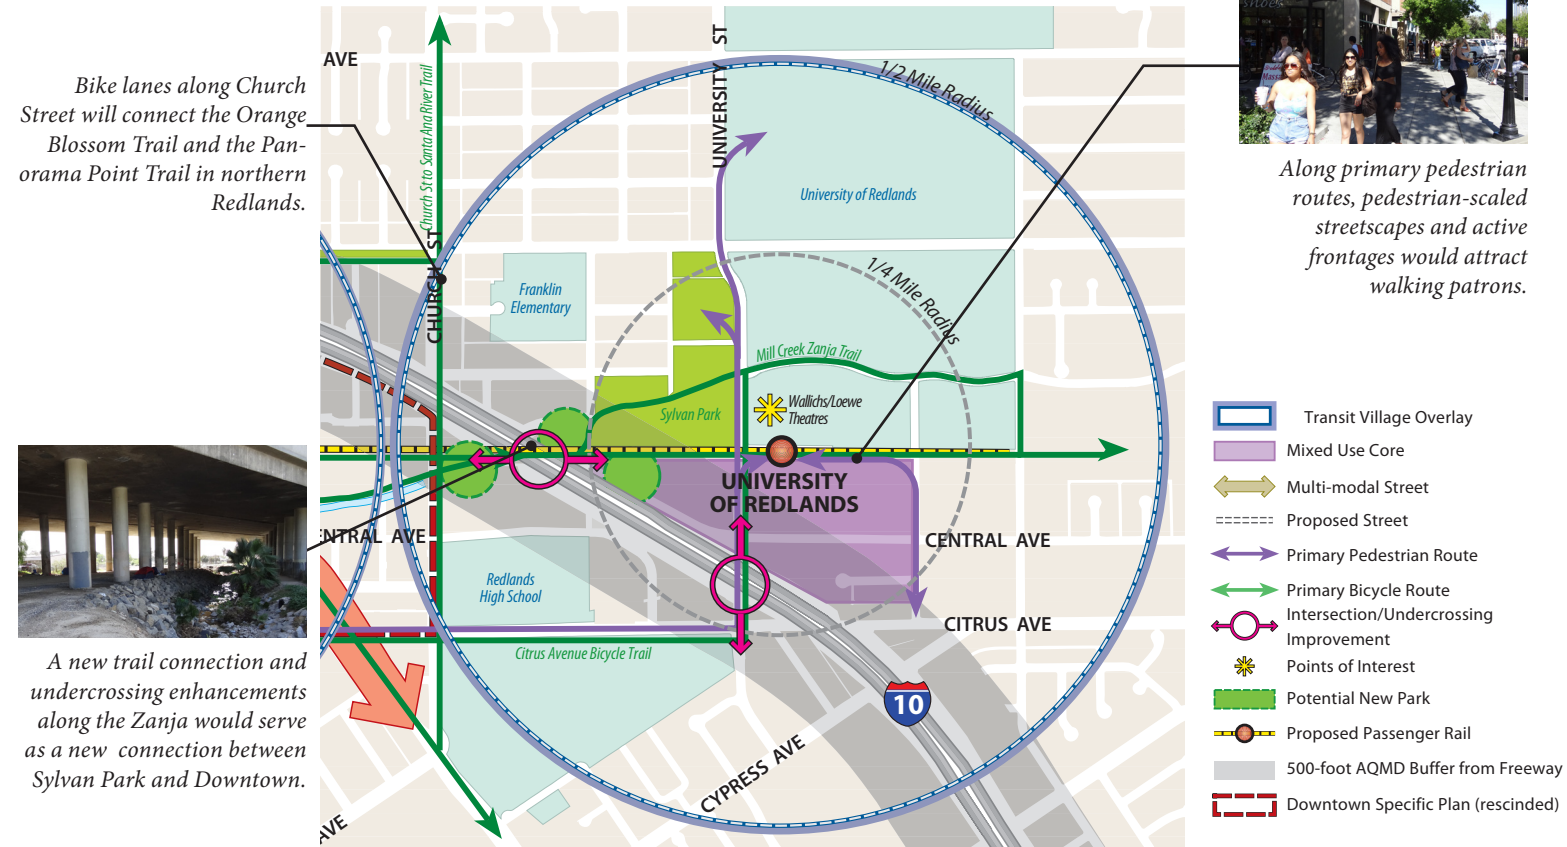 Bike lanes along Church
Street will connect the Orange
Blossom Trail and the Pan-
orama Point Trail in northern
Redlands.
AVE
Church St to Santa Ana River Trail
CHURCH ST
UNIVERSITY ST
1/2 Mile Radius
University of Redlands
1/4 Mile Radius
Franklin
Elementary
Mill Creek Zanja Trail
Sylvan Park
Wallichs/Loewe
Theatres
UNIVERSITY
OF REDLANDS
ENTRAL AVE
CENTRAL AVE
Redlands
High School
CITRUS AVE
Citrus Avenue Bicycle Trail
10
CYPRESS AVE
AVE
A new trail connection and
undercrossing enhancements
along the Zanja would serve
as a new connection between
Sylvan Park and Downtown.
shoes
Along primary pedestrian
routes, pedestrian-scaled
streetscapes and active
frontages would attract
walking patrons.
Transit Village Overlay
Mixed Use Core
Multi-modal Street
Proposed Street
Primary Pedestrian Route
Primary Bicycle Route
Intersection/Undercrossing
Improvement
Points of Interest
Potential New Park
Proposed Passenger Rail
500-foot AQMD Buffer from Freeway
Downtown Specific Plan (rescinded)